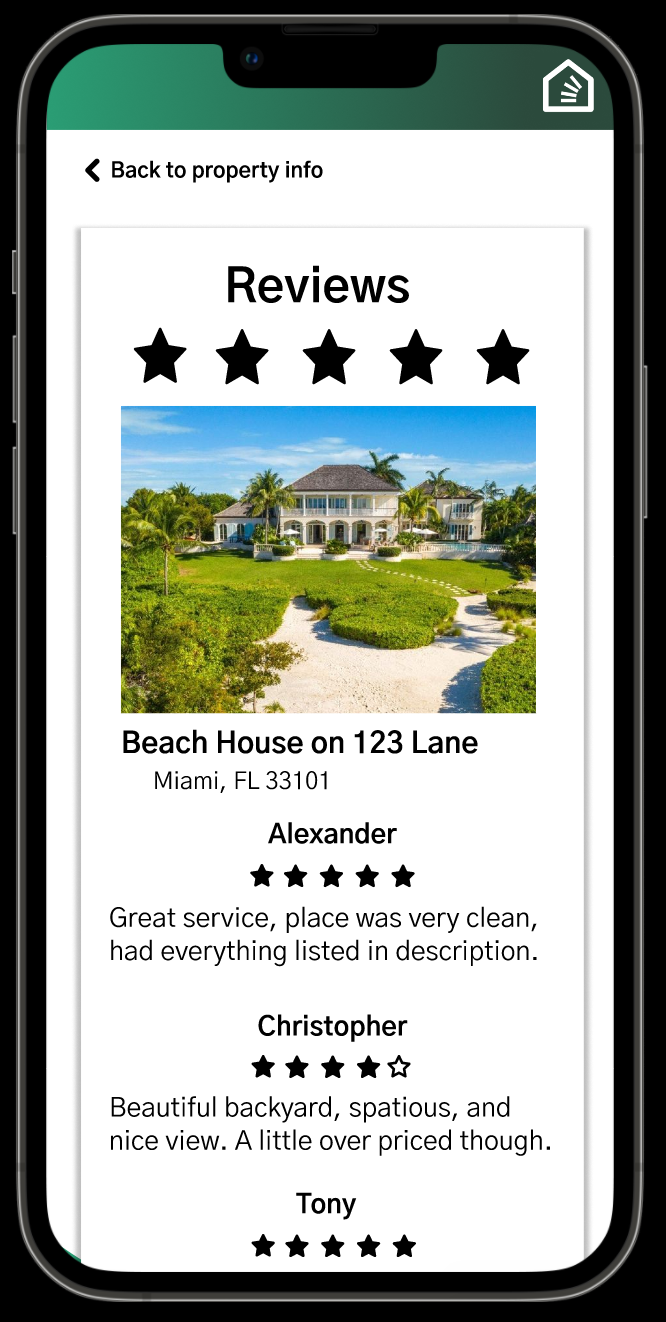 Back to property info
Reviews
Beach House on 123 Lane
Miami, FL 33101
Alexander
Great service, place was very clean,
had everything listed in description.
Christopher
Beautiful backyard, spatious, and
nice view. A little over priced though.
Tony